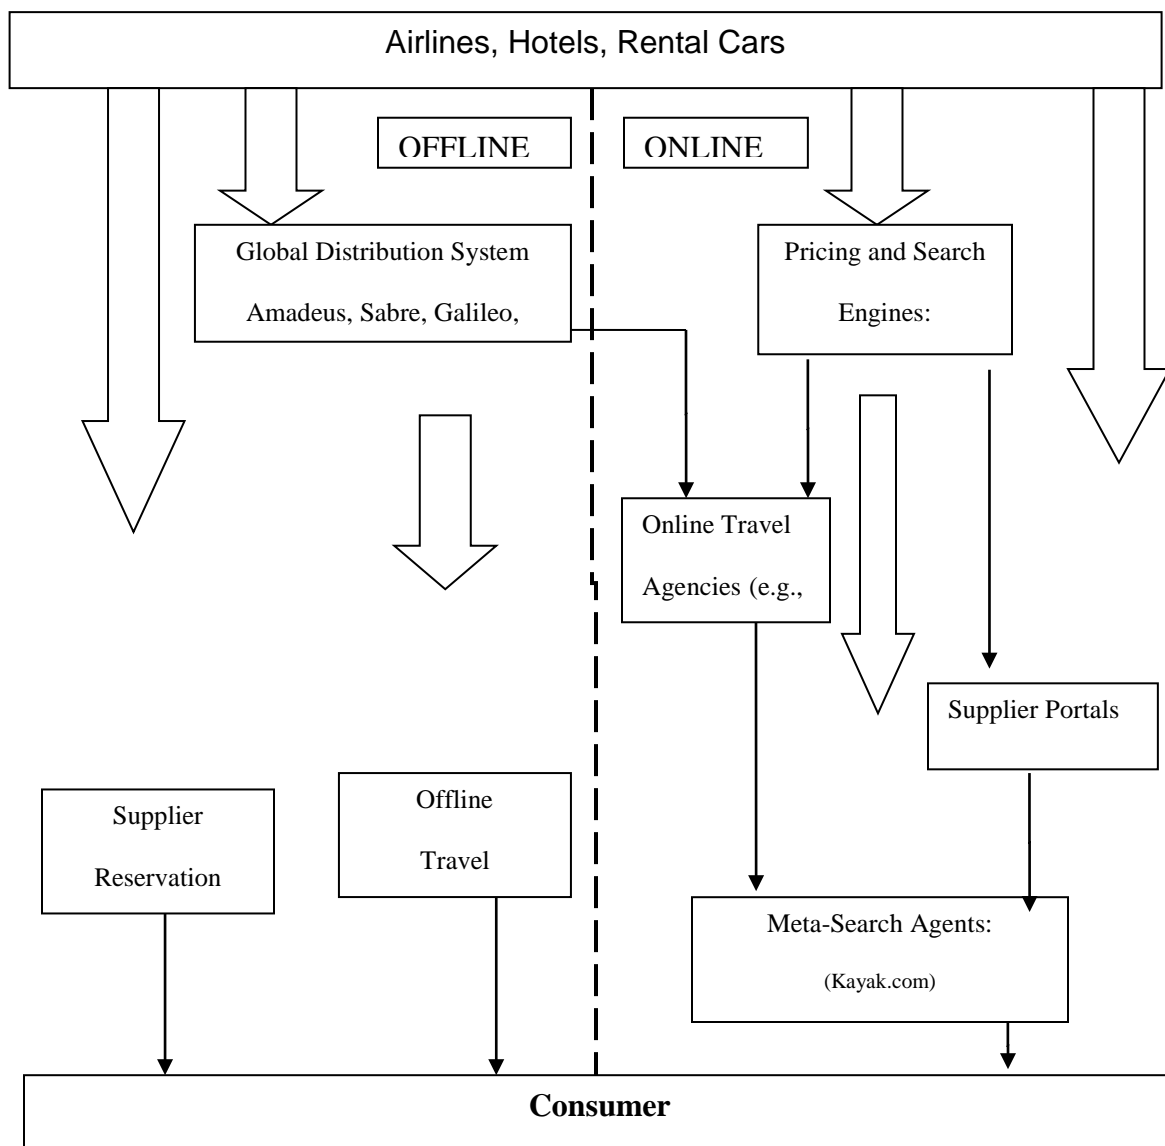 Airlines, Hotels, Rental Cars
OFFLINE
ONLINE
Global Distribution System
Amadeus, Sabre, Galileo,
Pricing and Search
Engines:
Online Travel
Agencies (e.g.,
Supplier Portals
Supplier
Reservation
Offline
Travel
Meta-Search Agents:
(Kayak.com)
Consumer